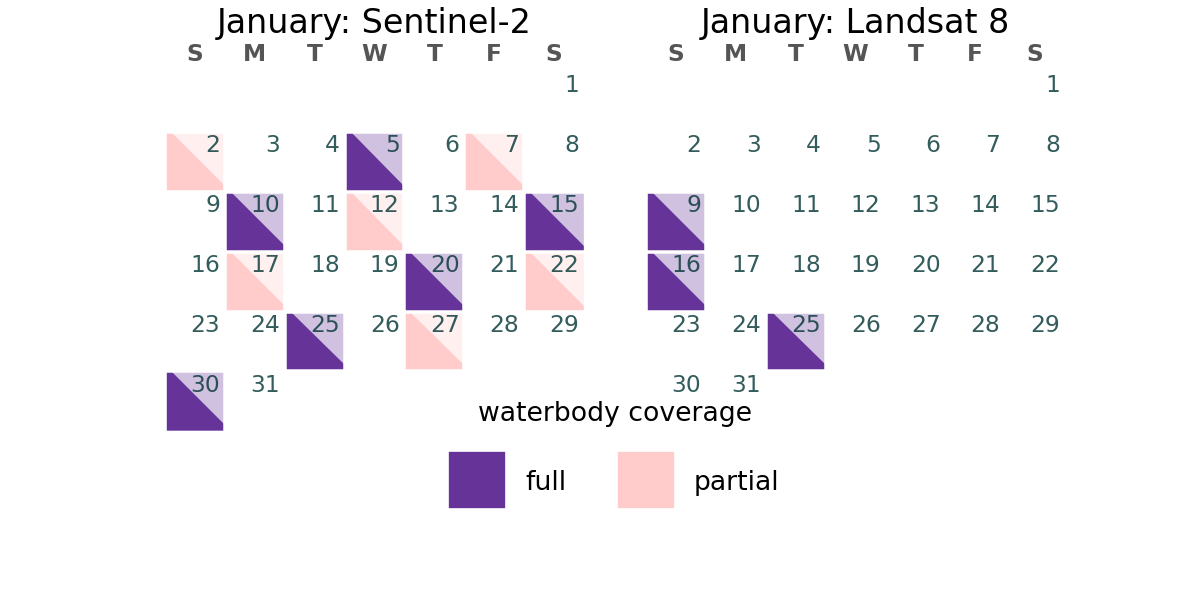 January: Sentinel-2
S M T W T F S
1
2 3 4 5 6 7 8
9 10 11 12 13 14 15
16 17 18 19 20 21 22
23 24 25 26 27 28 29
30 31
January: Landsat 8
S M T W T F S
1
2 3 4 5 6 7 8
9 10 11 12 13 14 15
16 17 18 19 20 21 22
23 24 25 26 27 28 29
30 31
waterbody coverage
full partial